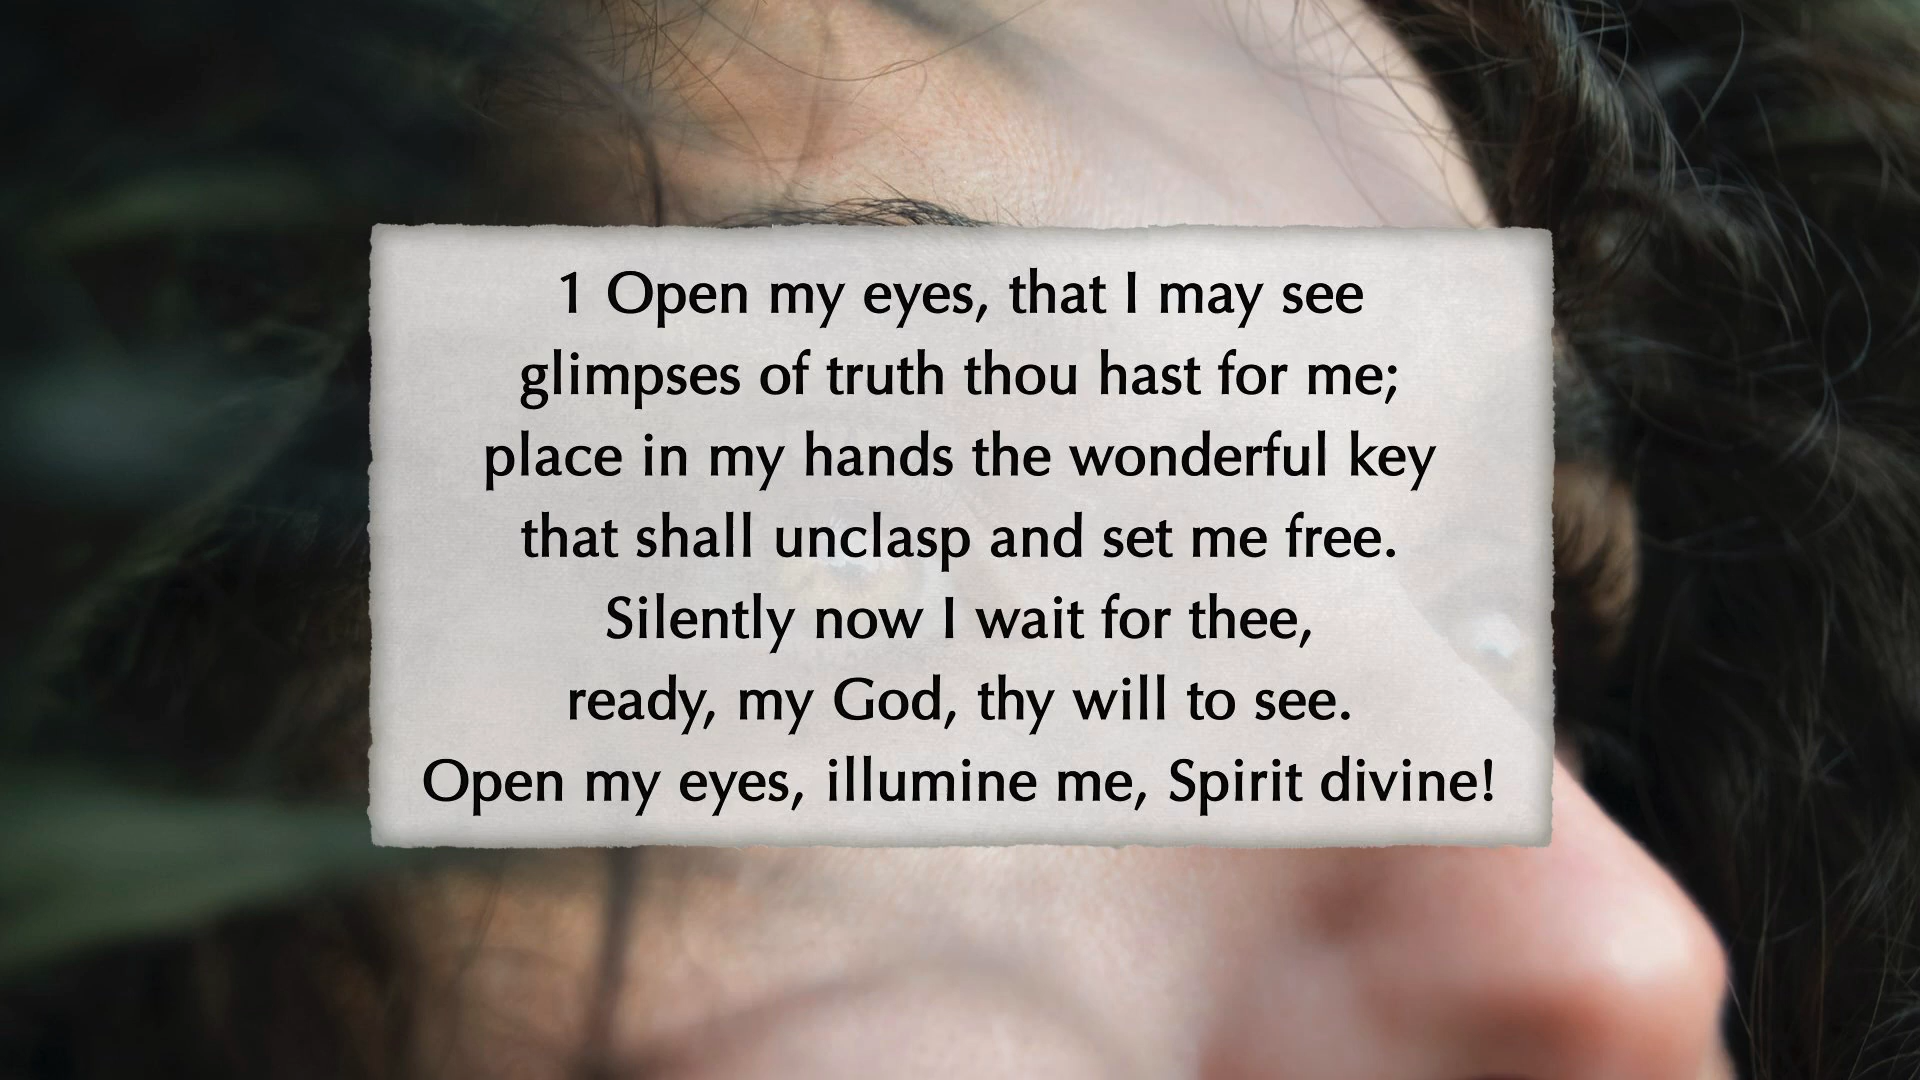 1 Open my eyes, that I may see
glimpses of truth thou hast for me;
place in my hands the wonderful key
that shall unclasp and set me free.
Silently now I wait for thee,
ready, my God, thy will to see.
Open my eyes, illumine me, Spirit divine!